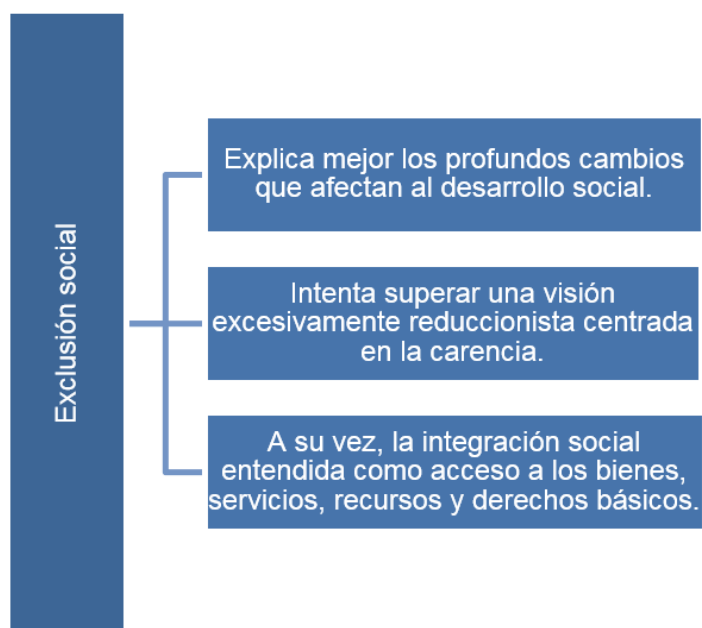 Exclusión social
Explica mejor los profundos cambios
que afectan al desarrollo social.
Intenta superar una visión
excesivamente reduccionista centrada
en la carencia.
A su vez, la integración social
entendida como acceso a los bienes,
servicios, recursos y derechos básicos.